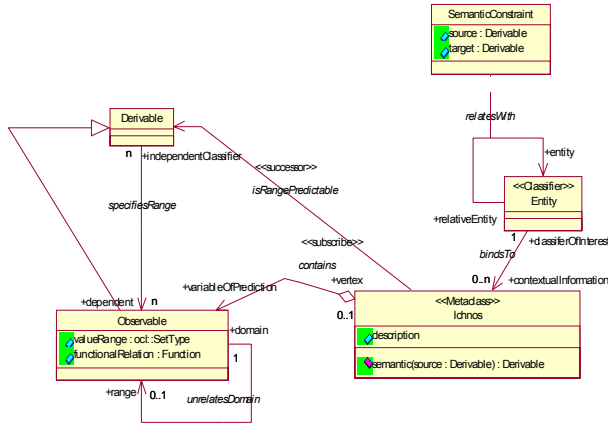 SemanticConstraint
source : Derivable
target : Derivable
relatesWith
Derivable
n
+independentClassifier
<<successor>>
isRangePredictable
+entity
<<Classifier>>
Entity
+relativeEntity
1
+classiferOfInterest
specifiesRange
<<subscribe>>
bindsTo
contains
0..n
+contextualInformation
+variableOfPrediction
+vertex
n
+dependent
0..1
<<Metaclass>>
Ichnos
description
semantic(source : Derivable) : Derivable
Observable
valueRange : ocl::SetType
functionalRelation : Function
+domain
1
+range
0..1
unrelatesDomain